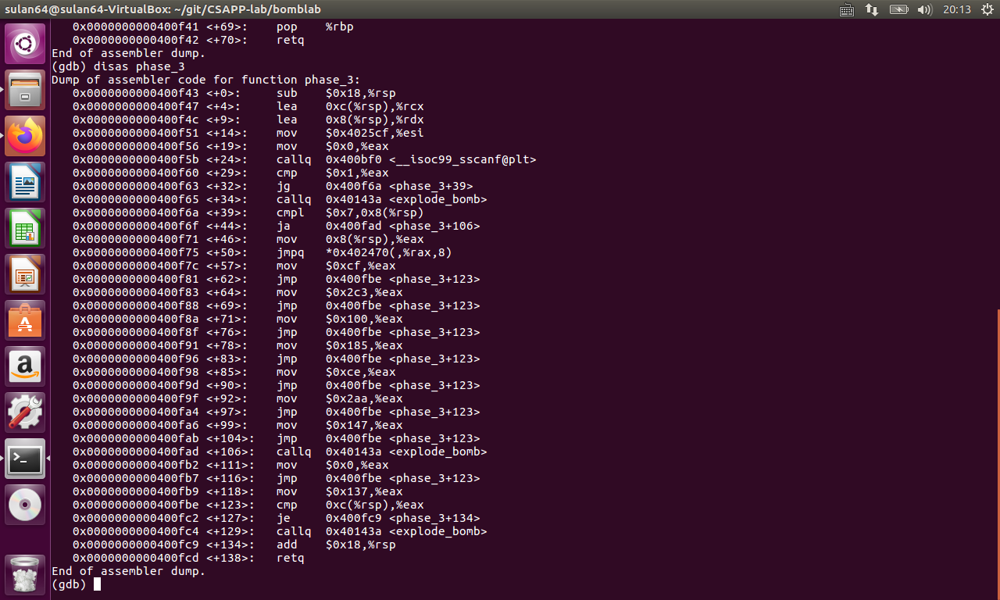 sulan64@sulan64-VirtualBox: ~/git/CSAPP-lab/bomblab 20:13
   0x0000000000400f41 <+69>:	pop    %rbp
   0x0000000000400f42 <+70>:	retq
End of assembler dump.
(gdb) disas phase_3
Dump of assembler code for function phase_3:
   0x0000000000400f43 <+0>:	sub    $0x18,%rsp
   0x0000000000400f47 <+4>:	lea    0xc(%rsp),%rcx
   0x0000000000400f4c <+9>:	lea    0x8(%rsp),%rdx
   0x0000000000400f51 <+14>:	mov    $0x4025cf,%esi
   0x0000000000400f56 <+19>:	mov    $0x0,%eax
   0x0000000000400f5b <+24>:	callq  0x400bf0 <__isoc99_sscanf@plt>
   0x0000000000400f60 <+29>:	cmp    $0x1,%eax
   0x0000000000400f63 <+32>:	jg     0x400f6a <phase_3+39>
   0x0000000000400f65 <+34>:	callq  0x40143a <explode_bomb>
   0x0000000000400f6a <+39>:	cmpl   $0x7,0x8(%rsp)
   0x0000000000400f6f <+44>:	ja     0x400fad <phase_3+106>
   0x0000000000400f71 <+46>:	mov    0x8(%rsp),%eax
   0x0000000000400f75 <+50>:	jmpq   *0x402470(,%rax,8)
   0x0000000000400f7c <+57>:	mov    $0xcf,%eax
   0x0000000000400f81 <+62>:	jmp    0x400fbe <phase_3+123>
   0x0000000000400f83 <+64>:	mov    $0x2c3,%eax
   0x0000000000400f88 <+69>:	jmp    0x400fbe <phase_3+123>
   0x0000000000400f8a <+71>:	mov    $0x100,%eax
   0x0000000000400f8f <+76>:	jmp    0x400fbe <phase_3+123>
   0x0000000000400f91 <+78>:	mov    $0x185,%eax
   0x0000000000400f96 <+83>:	jmp    0x400fbe <phase_3+123>
   0x0000000000400f98 <+85>:	mov    $0xce,%eax
   0x0000000000400f9d <+90>:	jmp    0x400fbe <phase_3+123>
   0x0000000000400f9f <+92>:	mov    $0x2aa,%eax
   0x0000000000400fa4 <+97>:	jmp    0x400fbe <phase_3+123>
   0x0000000000400fa6 <+99>:	mov    $0x147,%eax
   0x0000000000400fab <+104>:	jmp    0x400fbe <phase_3+123>
   0x0000000000400fad <+106>:	callq  0x40143a <explode_bomb>
   0x0000000000400fb2 <+111>:	mov    $0x0,%eax
   0x0000000000400fb7 <+116>:	jmp    0x400fbe <phase_3+123>
   0x0000000000400fb9 <+118>:	mov    $0x137,%eax
   0x0000000000400fbe <+123>:	cmp    0xc(%rsp),%eax
   0x0000000000400fc2 <+127>:	je     0x400fc9 <phase_3+134>
   0x0000000000400fc4 <+129>:	callq  0x40143a <explode_bomb>
   0x0000000000400fc9 <+134>:	add    $0x18,%rsp
   0x0000000000400fcd <+138>:	retq
End of assembler dump.
(gdb)